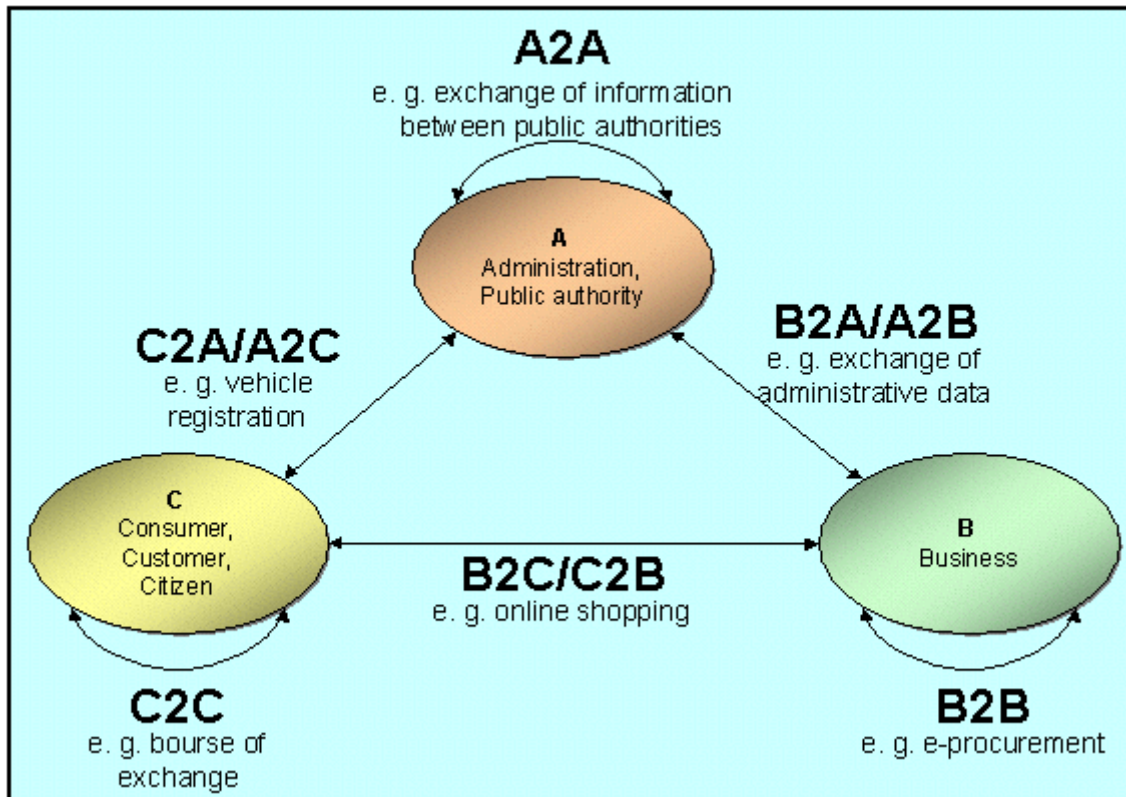 A2A
e. g. exchange of information
between public authorities
A
Administration,
Public authority
C2A/A2C
e. g. vehicle
registration
B2A/A2B
e. g. exchange of
administrative data
C
Consumer,
Customer,
Citizen
B2C/C2B
e. g. online shopping
B
Business
C2C
e. g. bourse of
exchange
B2B
e. g. e-procurement